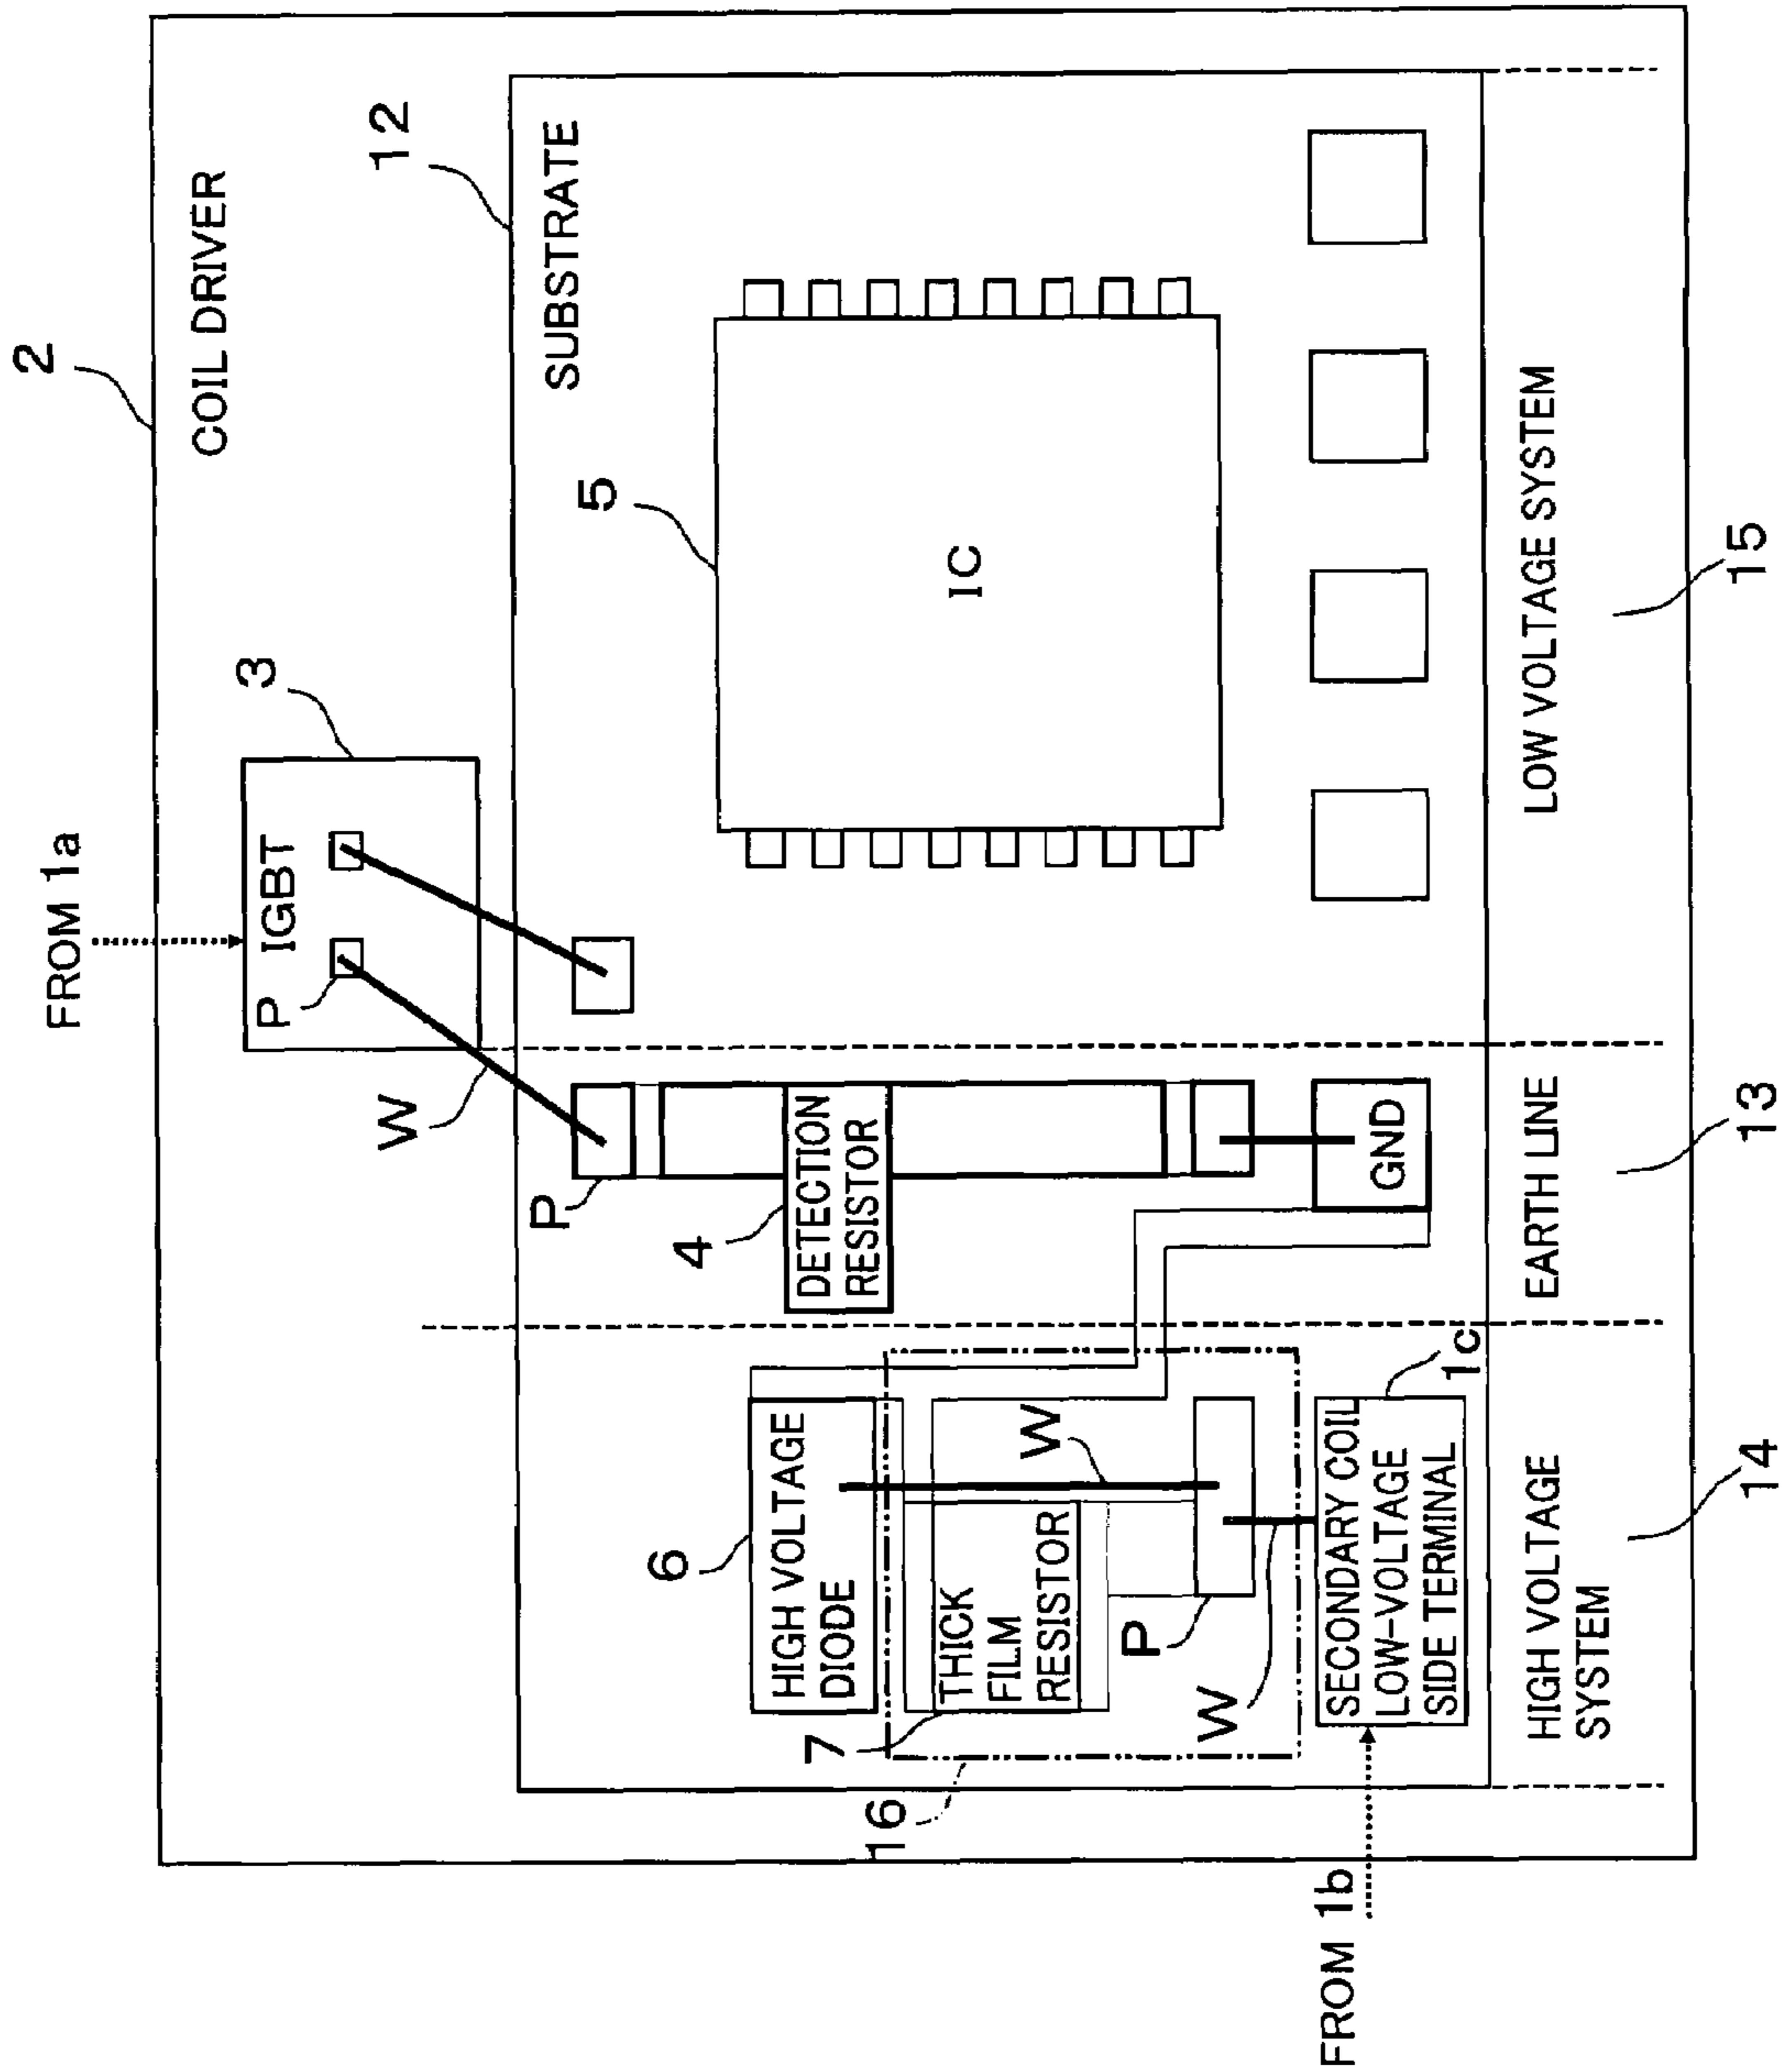 2
COIL DRIVER
FROM 1a
3
IGBT
P
W
12
SUBSTRATE
5
IC
P
4
DETECTION
RESISTOR
GND
6
HIGH VOLTAGE
DIODE
7
THICK
FILM
RESISTOR
W
P
W
16
1c
SECONDARY COIL
LOW-VOLTAGE
SIDE TERMINAL
FROM 1b
HIGH VOLTAGE
SYSTEM
14
EARTH LINE
13
LOW VOLTAGE SYSTEM
15